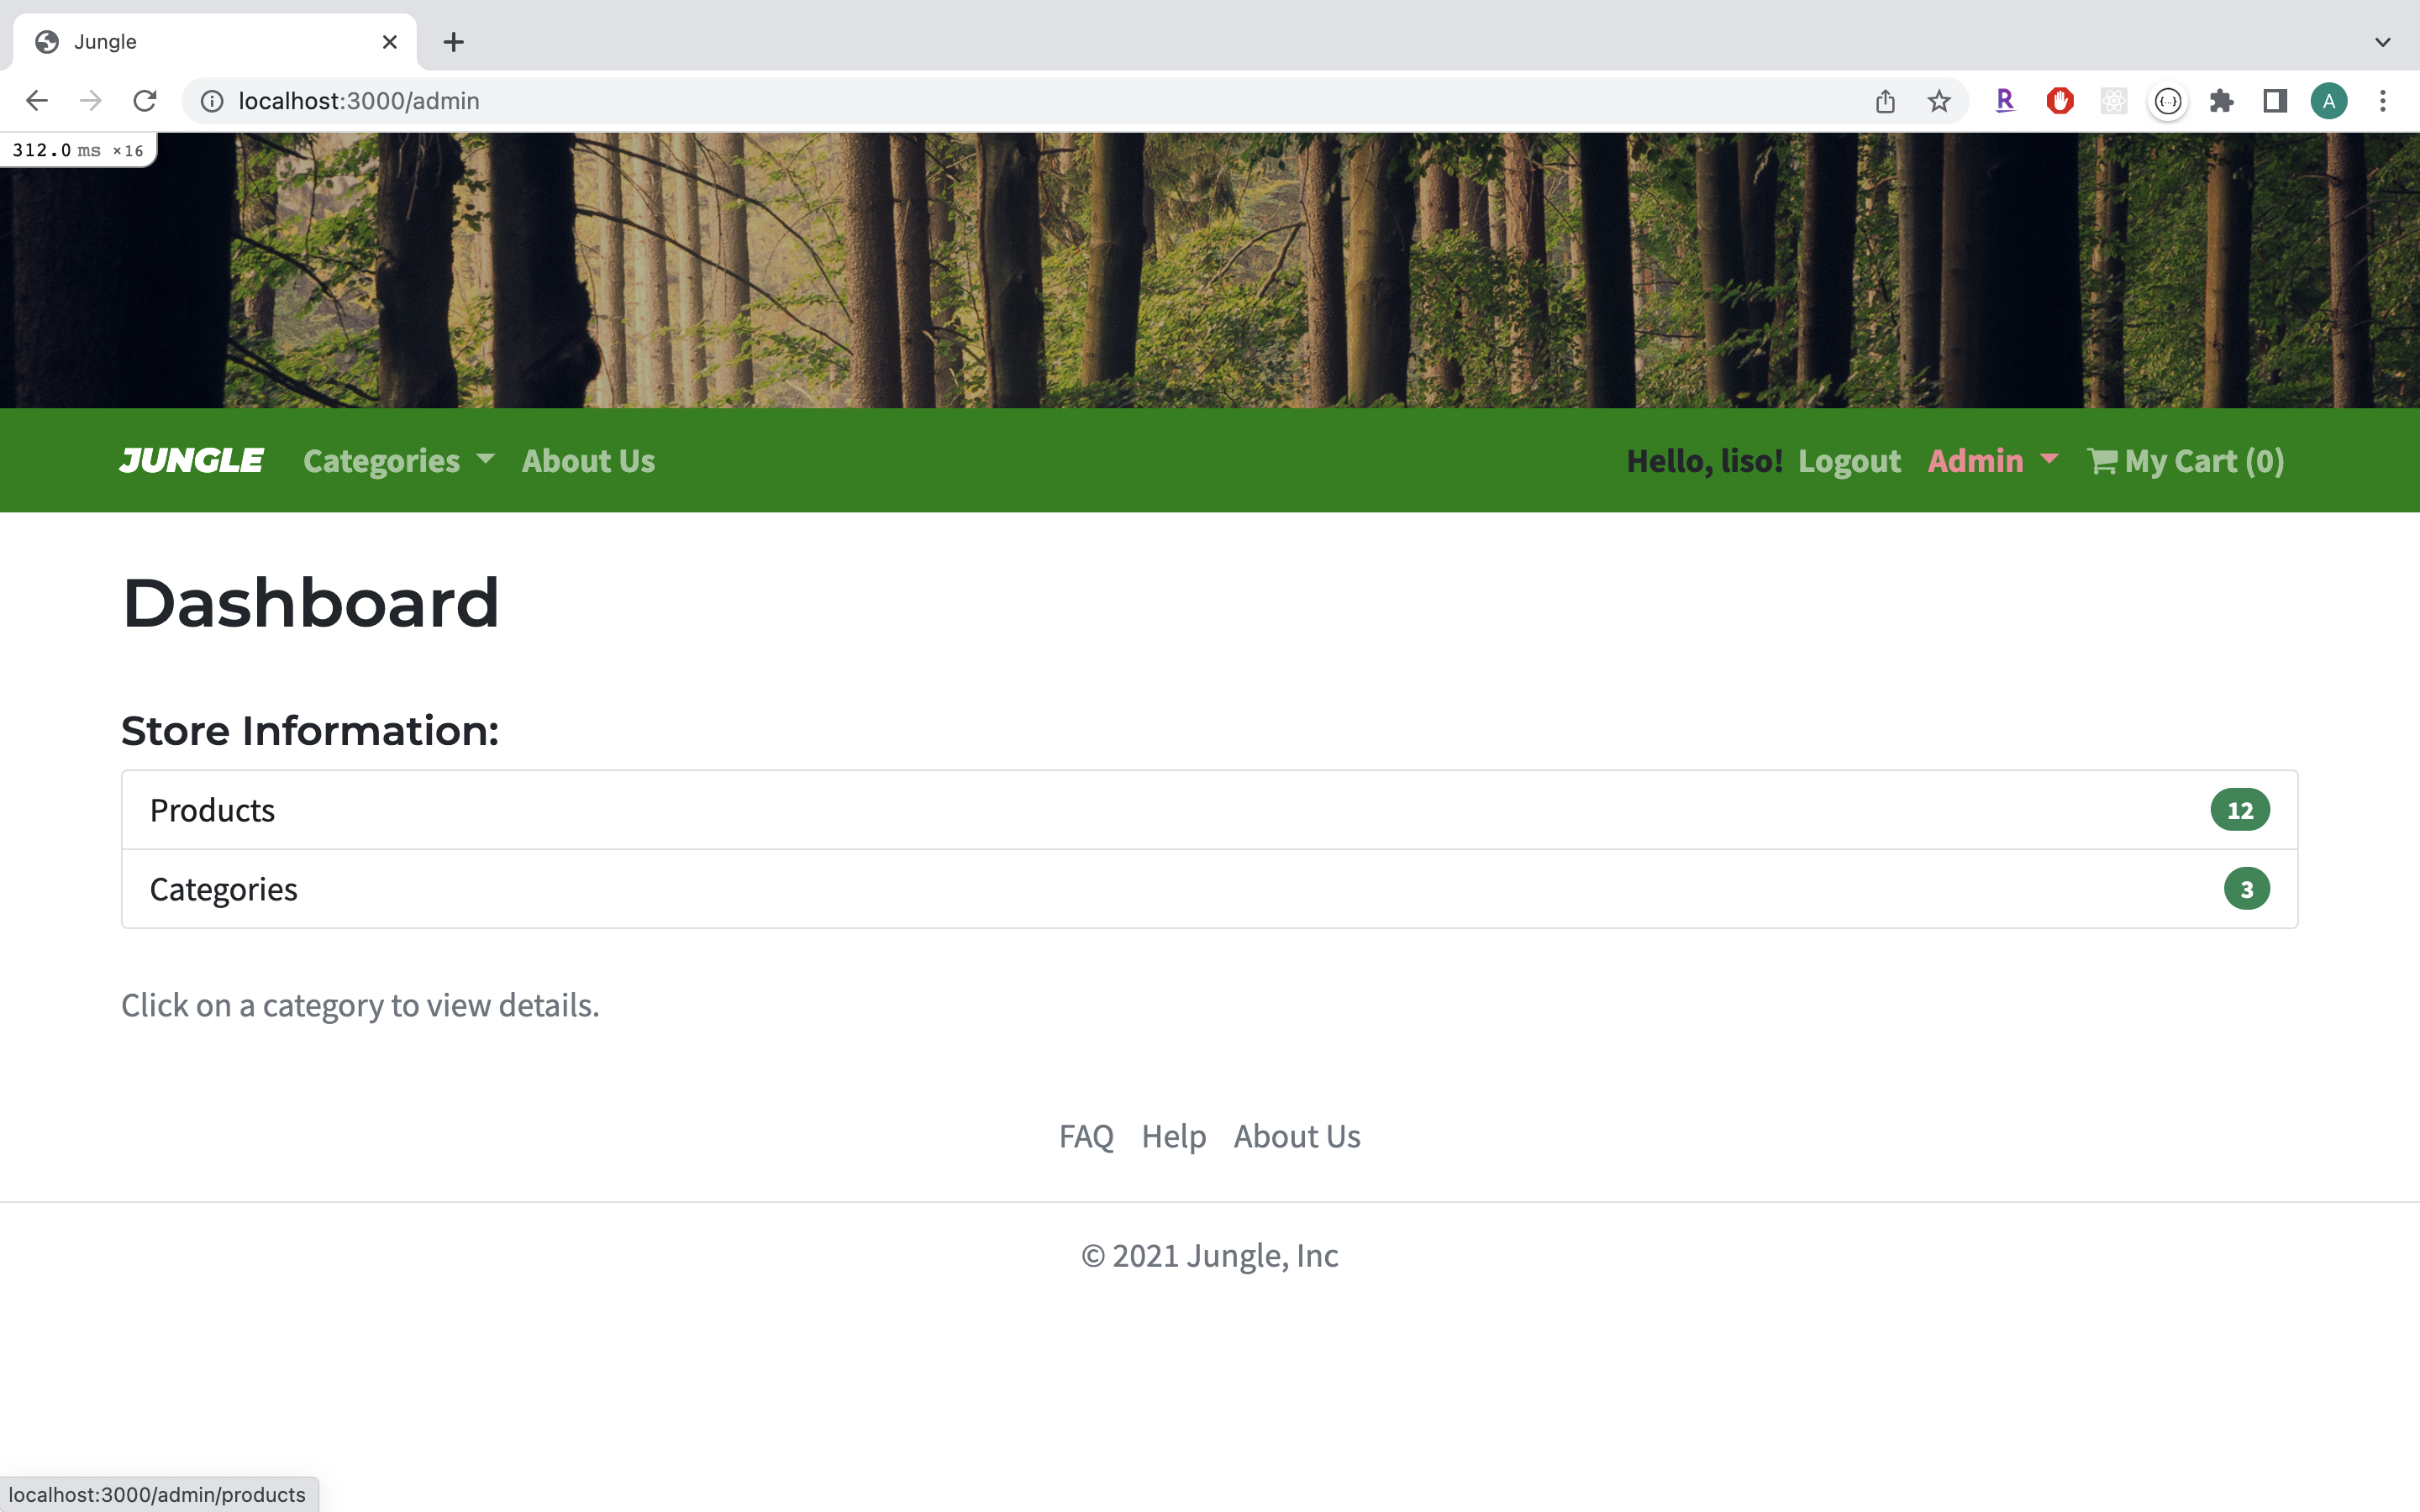 Jungle
localhost:3000/admin
R
{...}
A
312.0 ms ×16
JUNGLE Categories About Us Hello, liso! Logout Admin My Cart (0)
Dashboard
Store Information:
Products 12
Categories 3
Click on a category to view details.
FAQ Help About Us
© 2021 Jungle, Inc
localhost:3000/admin/products